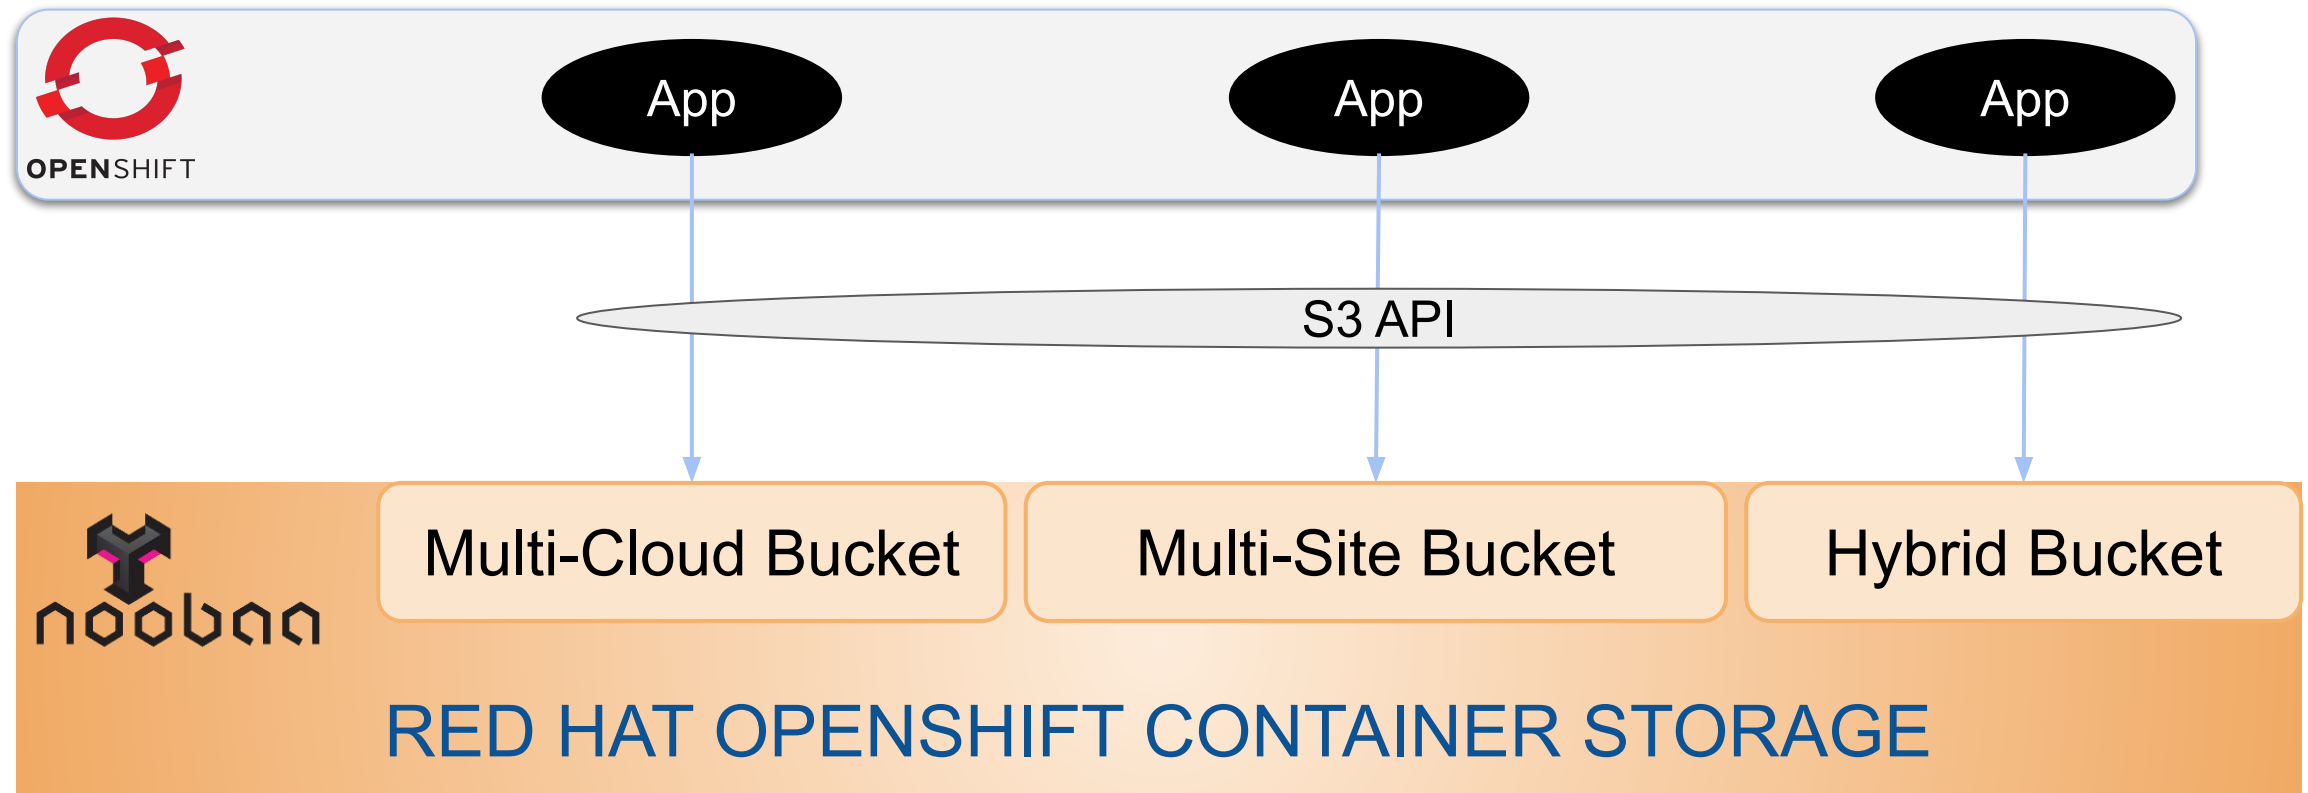 App
App
App
OPENSHIFT
S3 API
Multi-Cloud Bucket
Multi-Site Bucket
Hybrid Bucket
noobaa
RED HAT OPENSHIFT CONTAINER STORAGE